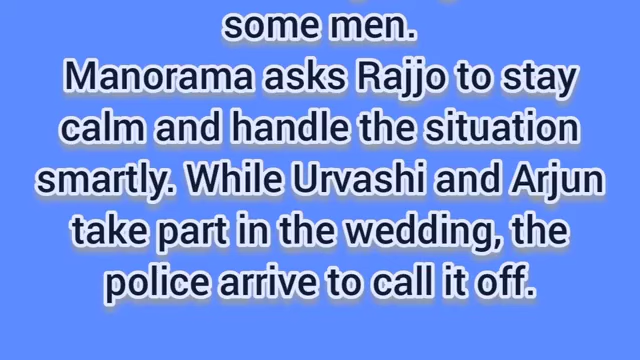 some men.
Manorama asks Rajjo to stay
calm and handle the situation
smartly. While Urvashi and Arjun
take part in the wedding, the
police arrive to call it off.